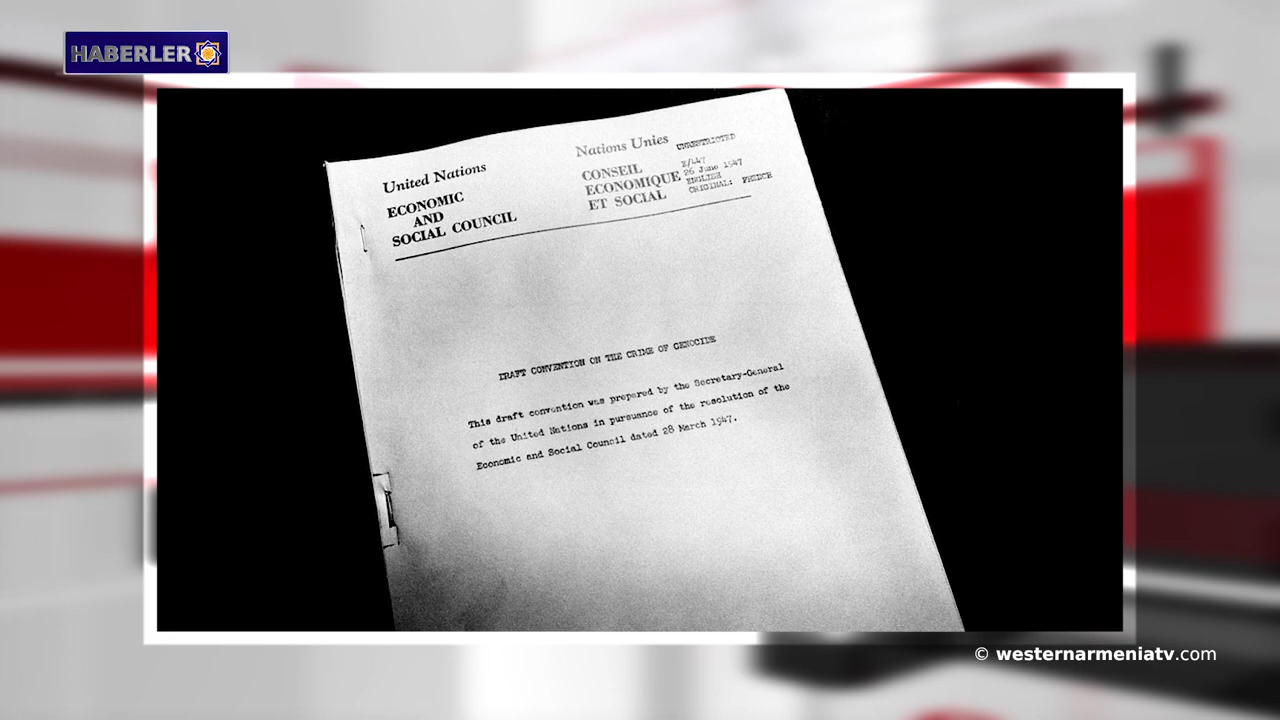 HABERLER
United Nations
Nations Unies
UNRESTRICTED
ECONOMIC
AND
SOCIAL COUNCIL
CONSEIL
ECONOMIQUE
ET SOCIAL
E/447
26 June 1947
ENGLISH
ORIGINAL: FRENCH
DRAFT CONVENTION ON THE CRIME OF GENOCIDE
This draft convention was prepared by the Secretary-General
of the United Nations in pursuance of the resolution of the
Economic and Social Council dated 28 March 1947.
© westernarmeniatv.com